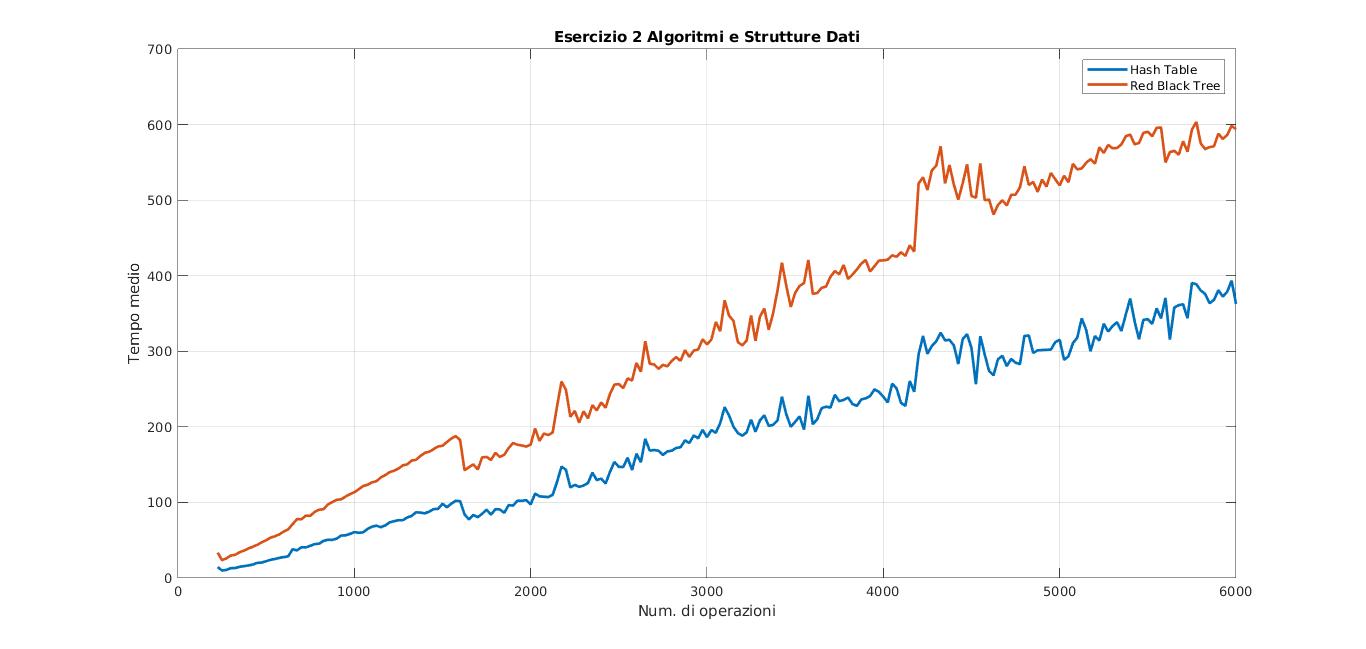 Esercizio 2 Algoritmi e Strutture Dati
Hash Table
Red Black Tree
Tempo medio
700
600
500
400
300
200
100
0
0 1000 2000 3000 4000 5000 6000
Num. di operazioni